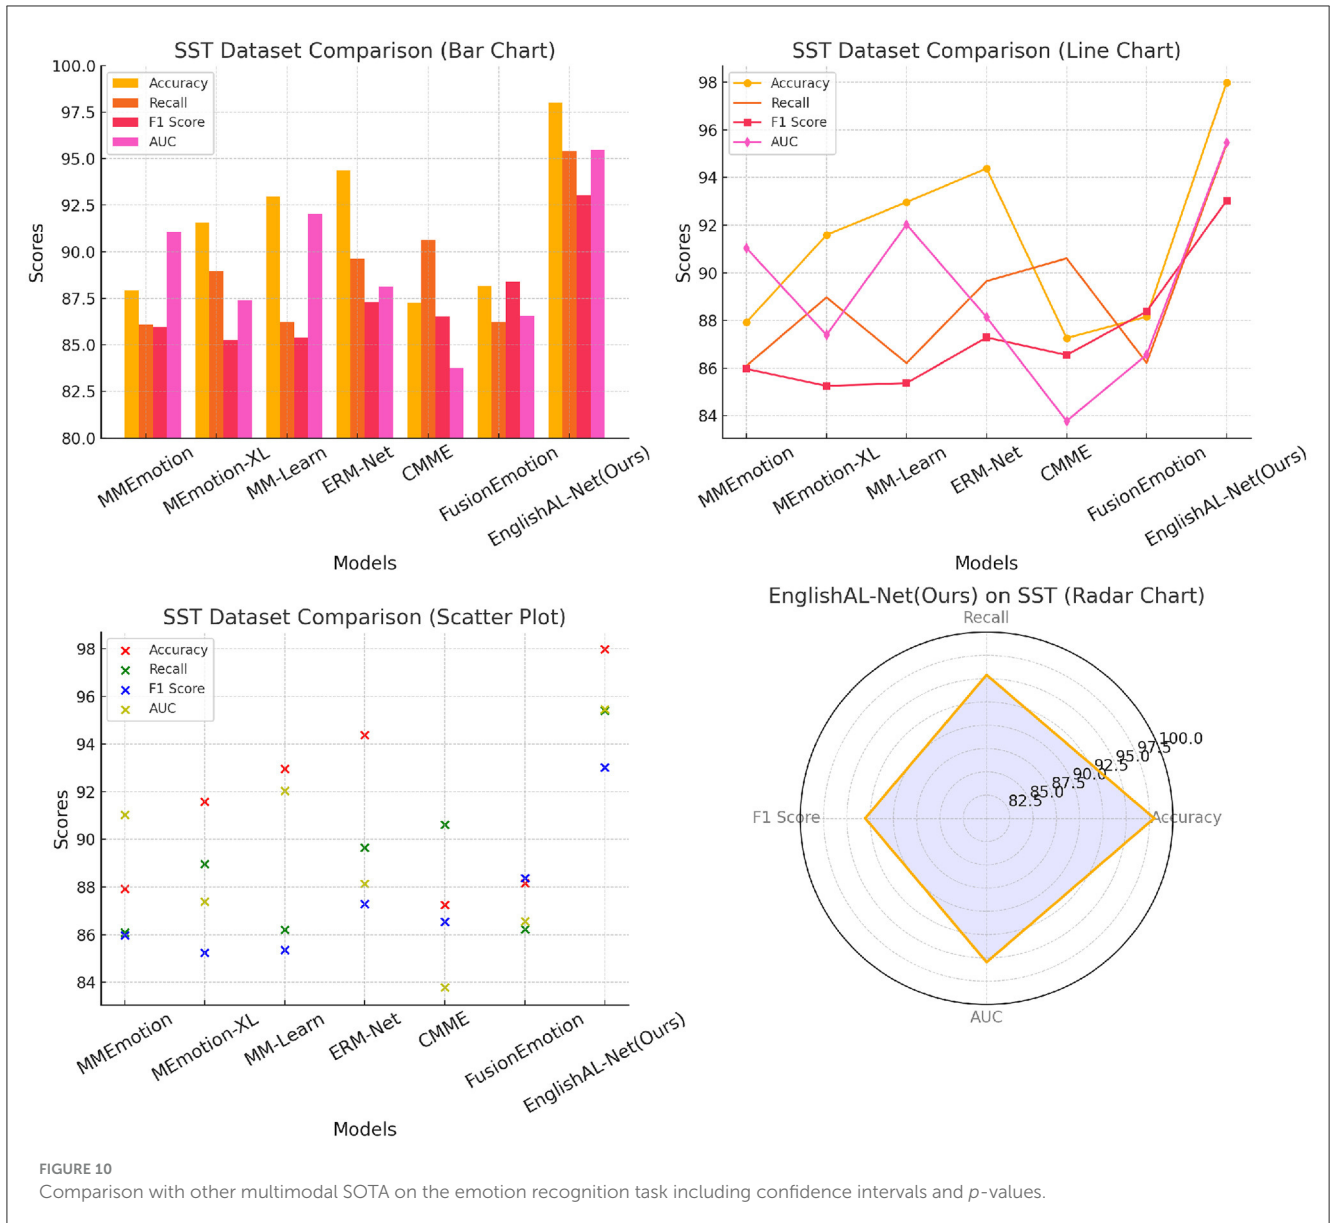 SST Dataset Comparison (Bar Chart)
100.0
97.5
95.0
92.5
90.0
87.5
85.0
82.5
80.0
Scores
Accuracy
Recall
F1 Score
AUC
MMEmotion
MEmotion-XL
MM-Learn
ERM-Net
CMME
FusionEmotion
EnglishAL-Net(Ours)
Models
SST Dataset Comparison (Line Chart)
98
96
94
92
90
88
86
84
Scores
Accuracy
Recall
F1 Score
AUC
MMEmotion
MEmotion-XL
MM-Learn
ERM-Net
CMME
FusionEmotion
EnglishAL-Net(Ours)
Models
SST Dataset Comparison (Scatter Plot)
98
96
94
92
90
88
86
84
Scores
Accuracy
Recall
F1 Score
AUC
MMEmotion
MEmotion-XL
MM-Learn
ERM-Net
CMME
FusionEmotion
EnglishAL-Net(Ours)
Models
EnglishAL-Net(Ours) on SST (Radar Chart)
Recall
100.0
97.5
95.0
92.5
90.0
87.5
85.0
82.5
F1 Score
Accuracy
AUC
FIGURE 10
Comparison with other multimodal SOTA on the emotion recognition task including confidence intervals and p-values.